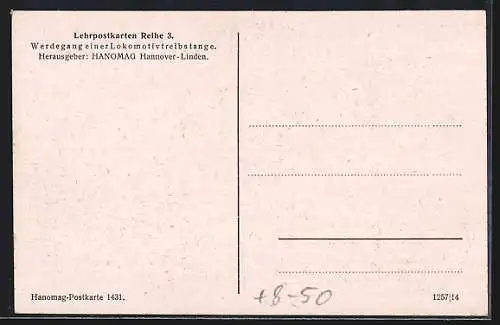 Lehrpostkarten Reihe 3.
Werdegang einer Lokomotivtreibstange.
Herausgeber: HANOMAG Hannover-Linden.
Hanomag-Postkarte 1431.
+8-50
1257|14